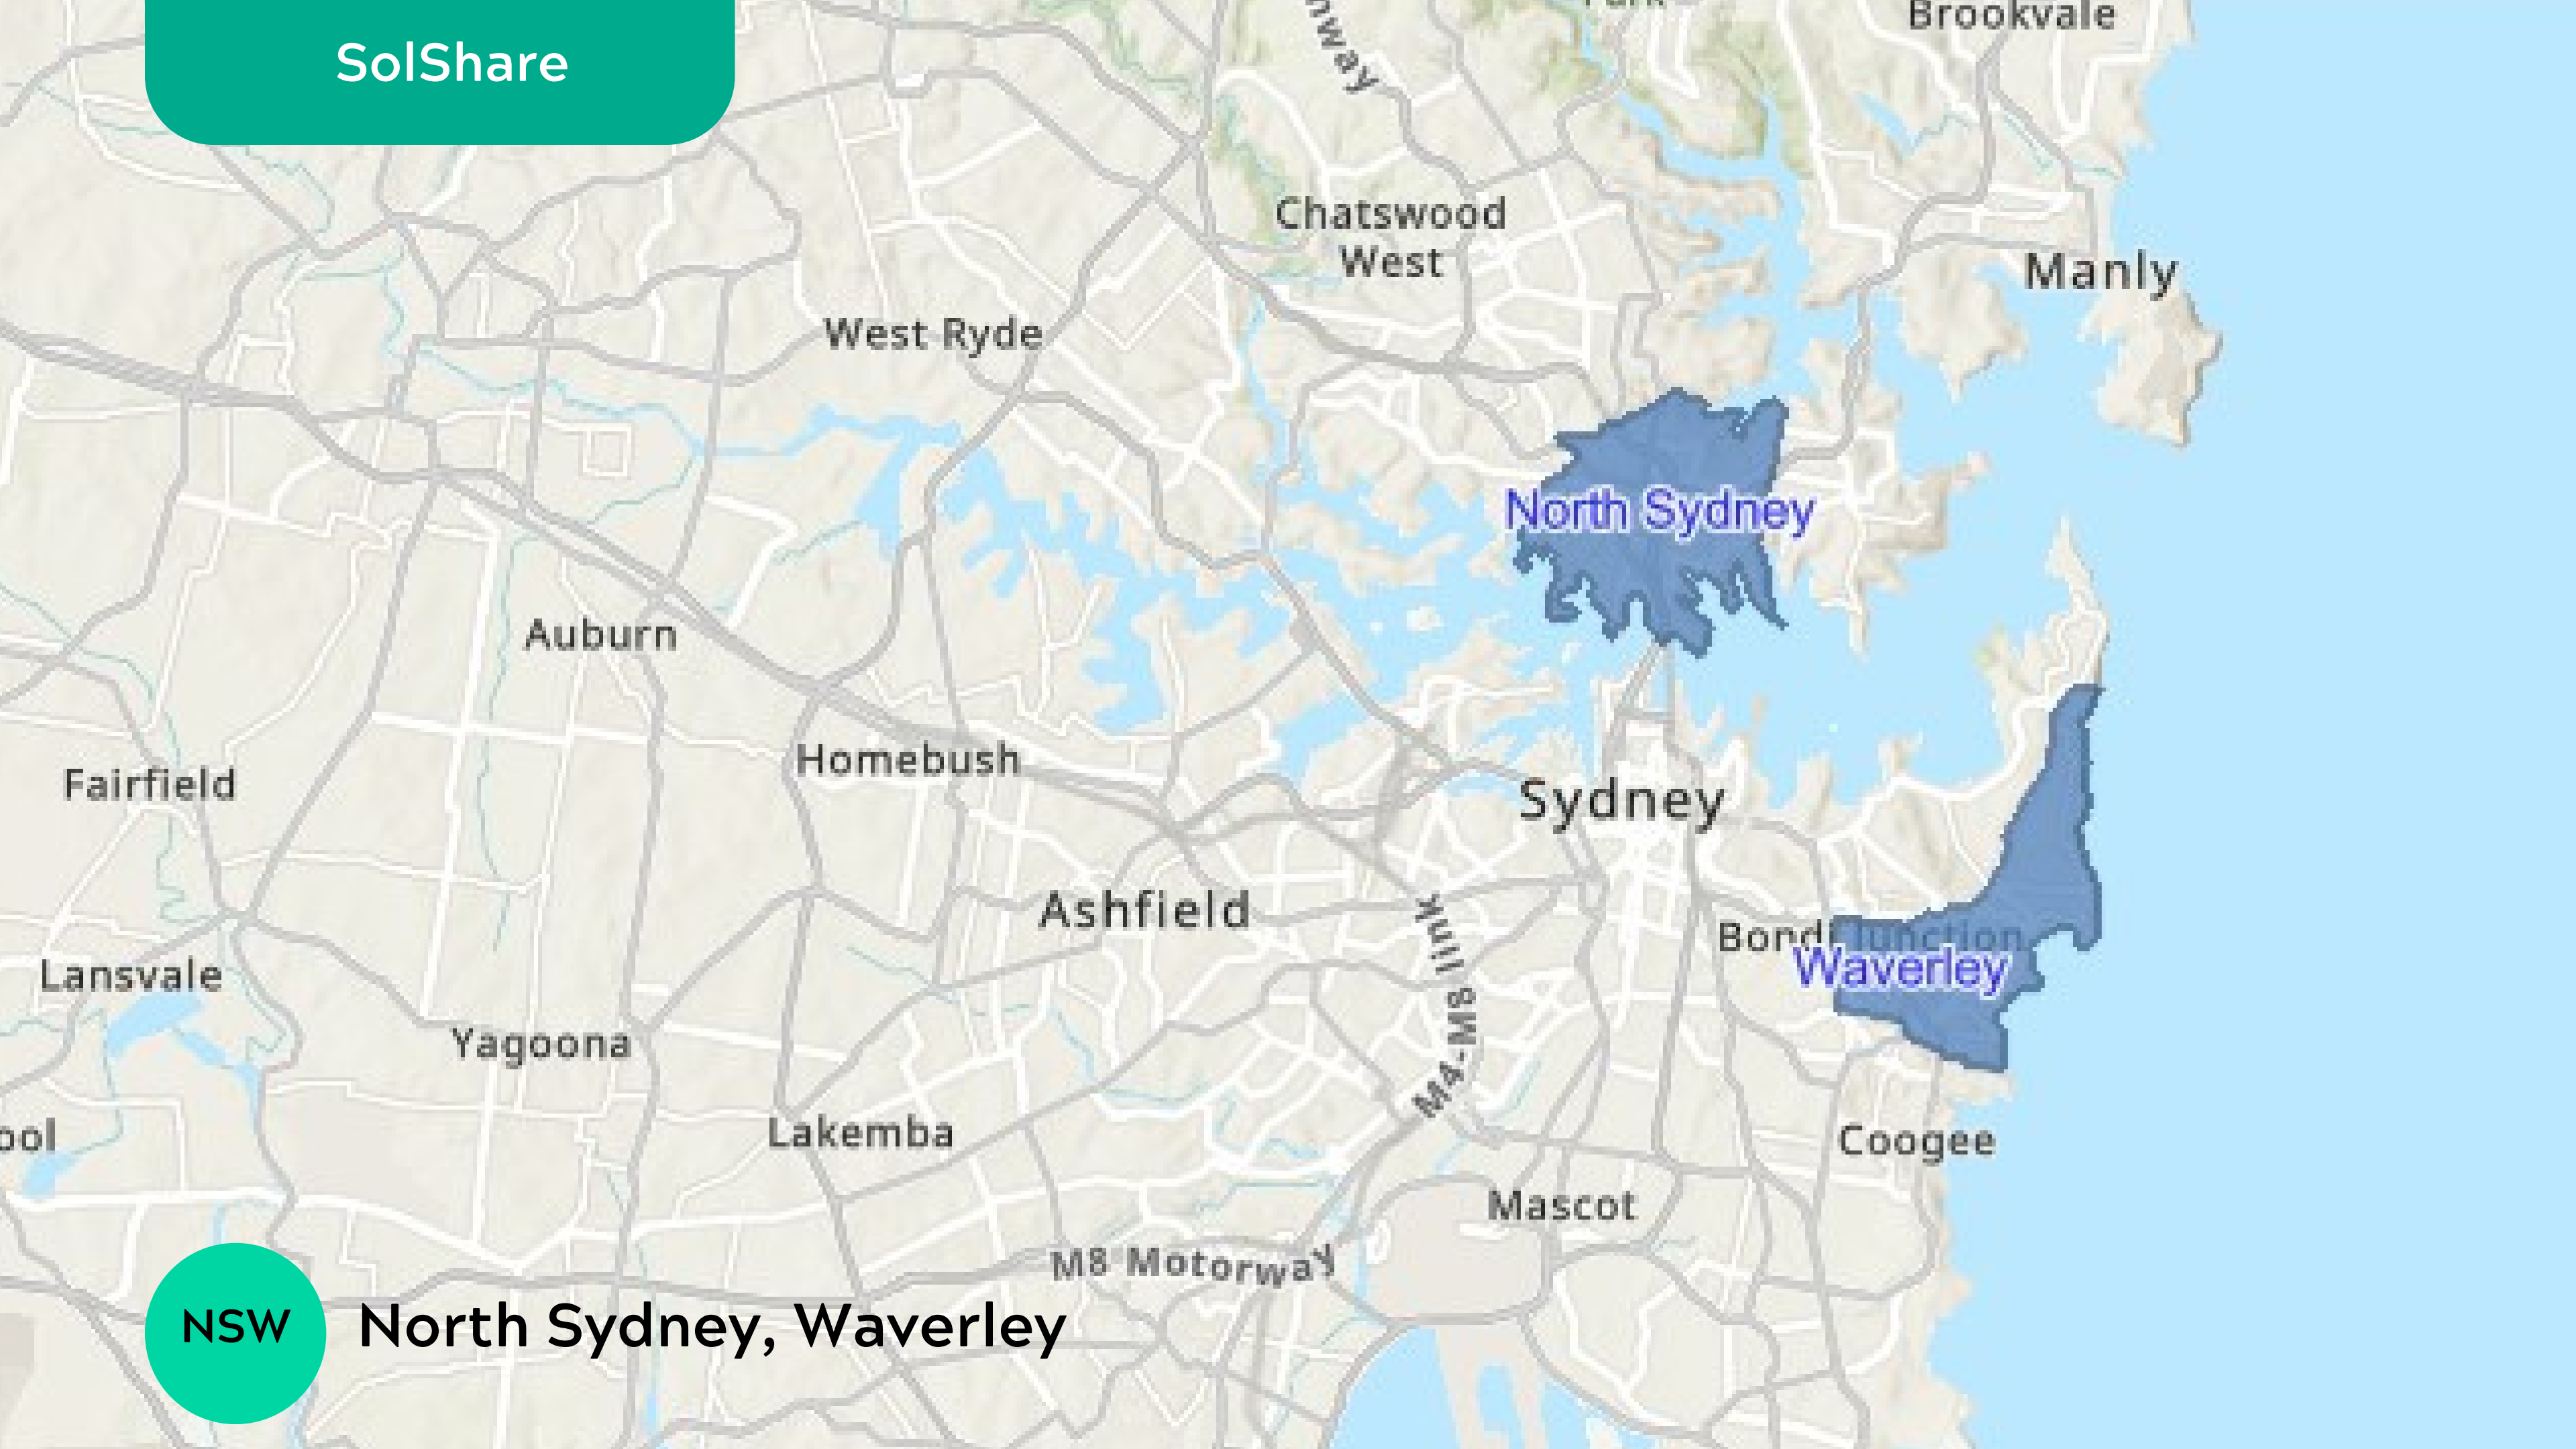 SolShare
Brookvale
Chatswood
West
Manly
West Ryde
North Sydney
Auburn
Homebush
Fairfield
Sydney
Ashfield
Bondi Junction
Waverley
Lansvale
M4-M8 link
Yagoona
Lakemba
Coogee
Mascot
M8 Motorway
NSW
North Sydney, Waverley